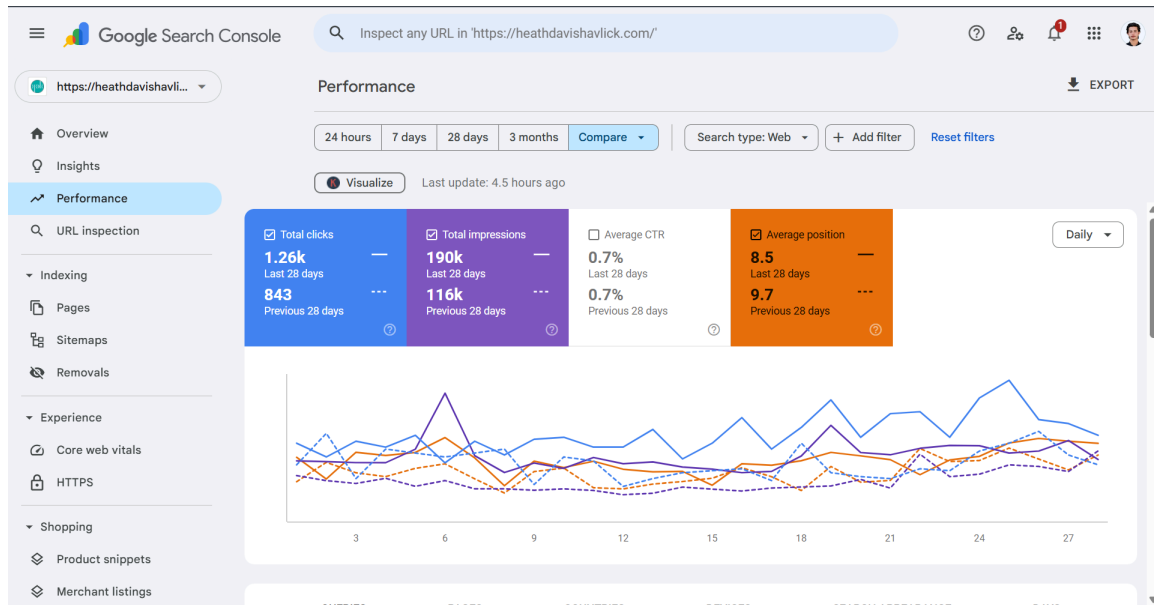 Google Search Console
Inspect any URL in 'https://heathdavishavlick.com/'
1
https://heathdavishavli...
Overview
Insights
Performance
URL inspection
Indexing
Pages
Sitemaps
Removals
Experience
Core web vitals
HTTPS
Shopping
Product snippets
Merchant listings
Performance
EXPORT
24 hours 7 days 28 days 3 months Compare Search type: Web + Add filter Reset filters
Visualize Last update: 4.5 hours ago
Total clicks
1.26k
Last 28 days
843
Previous 28 days
Total impressions
190k
Last 28 days
116k
Previous 28 days
Average CTR
0.7%
Last 28 days
0.7%
Previous 28 days
Average position
8.5
Last 28 days
9.7
Previous 28 days
Daily
3 6 9 12 15 18 21 24 27